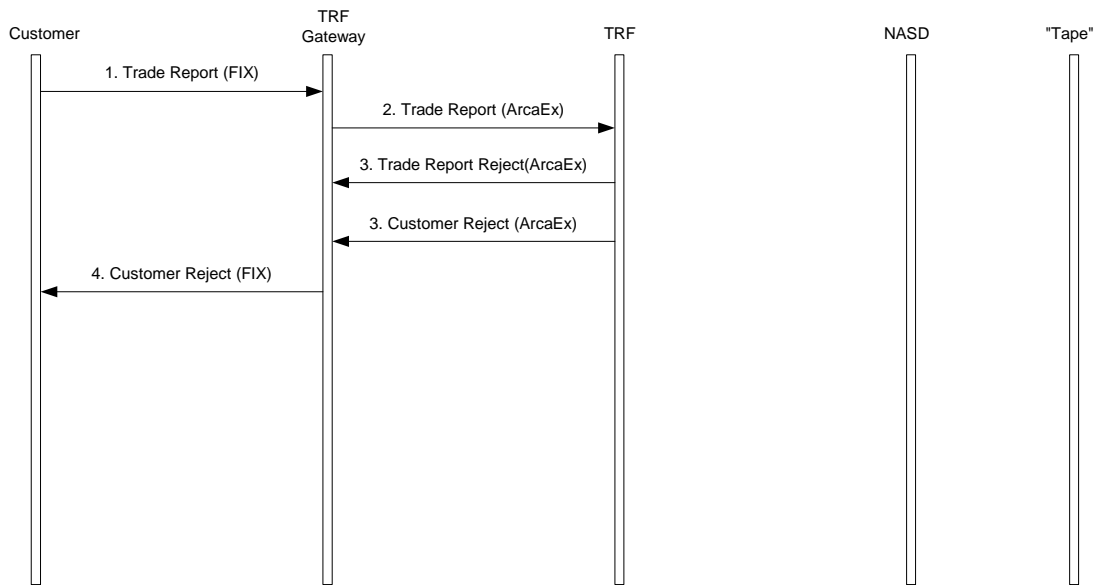 Customer
TRF
Gateway
TRF
NASD
"Tape"
1. Trade Report (FIX)
2. Trade Report (ArcaEx)
3. Trade Report Reject(ArcaEx)
3. Customer Reject (ArcaEx)
4. Customer Reject (FIX)